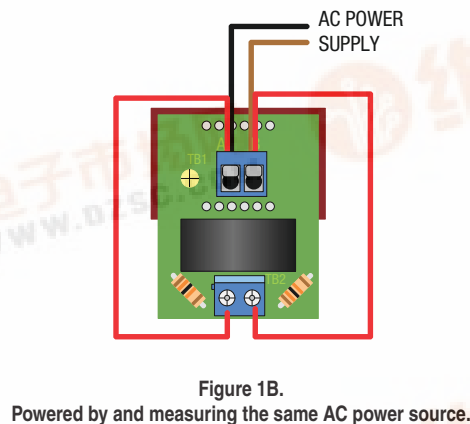 AC POWER
SUPPLY
A
TB1
TB2
Figure 1B.
Powered by and measuring the same AC power source.